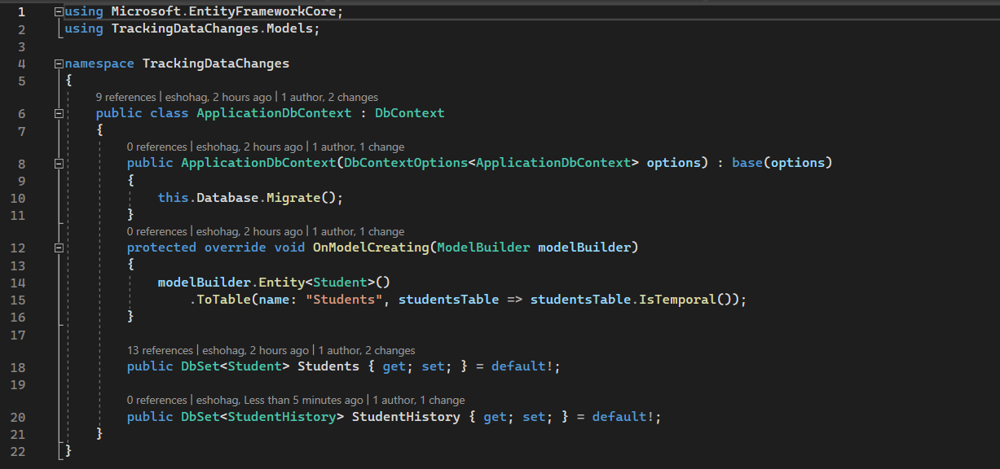 1 using Microsoft.EntityFrameworkCore;
2 using TrackingDataChanges.Models;
3
4 namespace TrackingDataChanges
5 {
9 references | eshohag, 2 hours ago | 1 author, 2 changes
6 public class ApplicationDbContext : DbContext
7 {
0 references | eshohag, 2 hours ago | 1 author, 1 change
8 public ApplicationDbContext(DbContextOptions<ApplicationDbContext> options) : base(options)
9 {
10 this.Database.Migrate();
11 }
0 references | eshohag, 2 hours ago | 1 author, 1 change
12 protected override void OnModelCreating(ModelBuilder modelBuilder)
13 {
14 modelBuilder.Entity<Student>()
15 .ToTable(name: "Students", studentsTable => studentsTable.IsTemporal());
16 }
17
13 references | eshohag, 2 hours ago | 1 author, 2 changes
18 public DbSet<Student> Students { get; set; } = default!;
19
0 references | eshohag, Less than 5 minutes ago | 1 author, 1 change
20 public DbSet<StudentHistory> StudentHistory { get; set; } = default!;
21 }
22 }